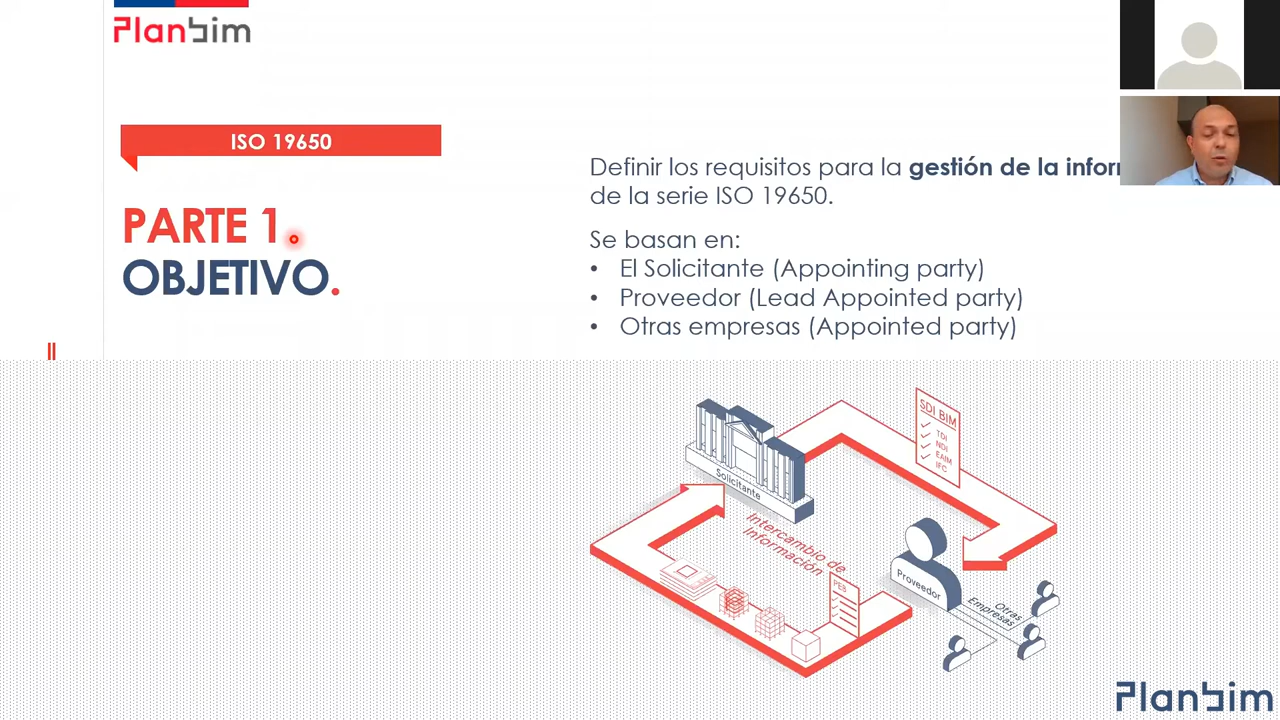 Planbim
ISO 19650
PARTE 1.
OBJETIVO.
Definir los requisitos para la gestión de la infor
de la serie ISO 19650.
Se basan en:
• El Solicitante (Appointing party)
• Proveedor (Lead Appointed party)
• Otras empresas (Appointed party)
SDI BIM
TDI
NDI
EAIM
IFC
Solicitante
Intercambio de
Información
PEB
Proveedor
Otras
Empresas
Planbim